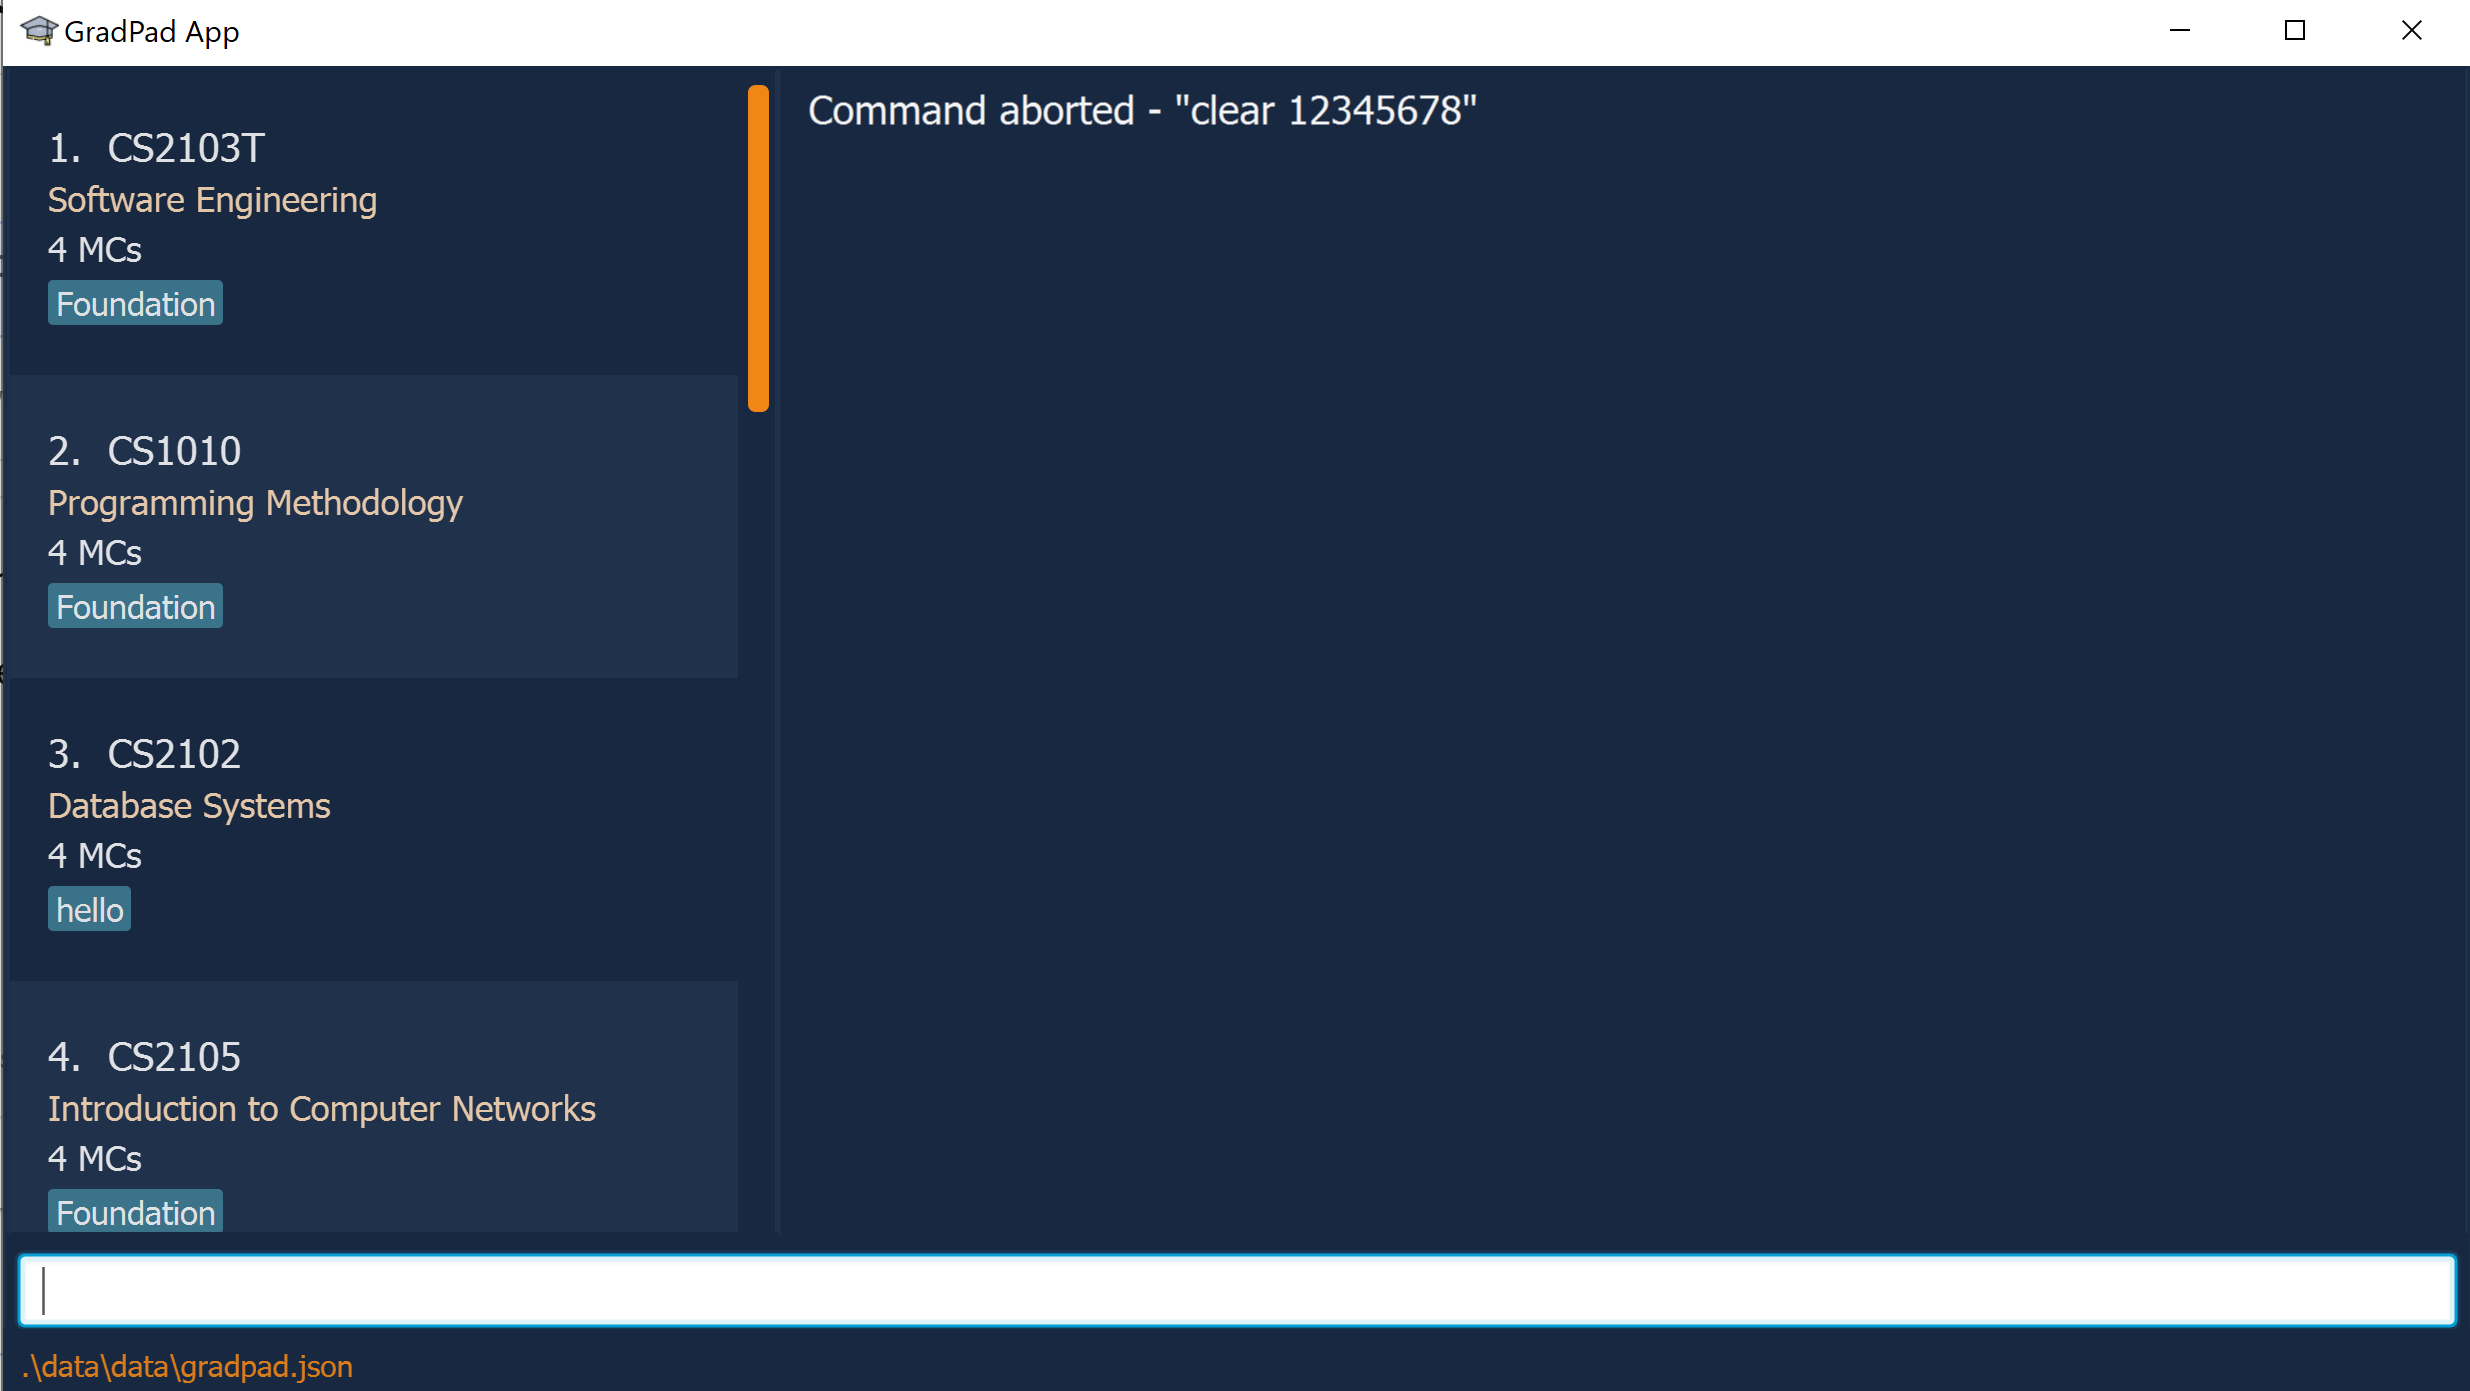 GradPad App
1. CS2103T
Software Engineering
4 MCs
Foundation
2. CS1010
Programming Methodology
4 MCs
Foundation
3. CS2102
Database Systems
4 MCs
hello
4. CS2105
Introduction to Computer Networks
4 MCs
Foundation
Command aborted - "clear 12345678"
.\data\data\gradpad.json